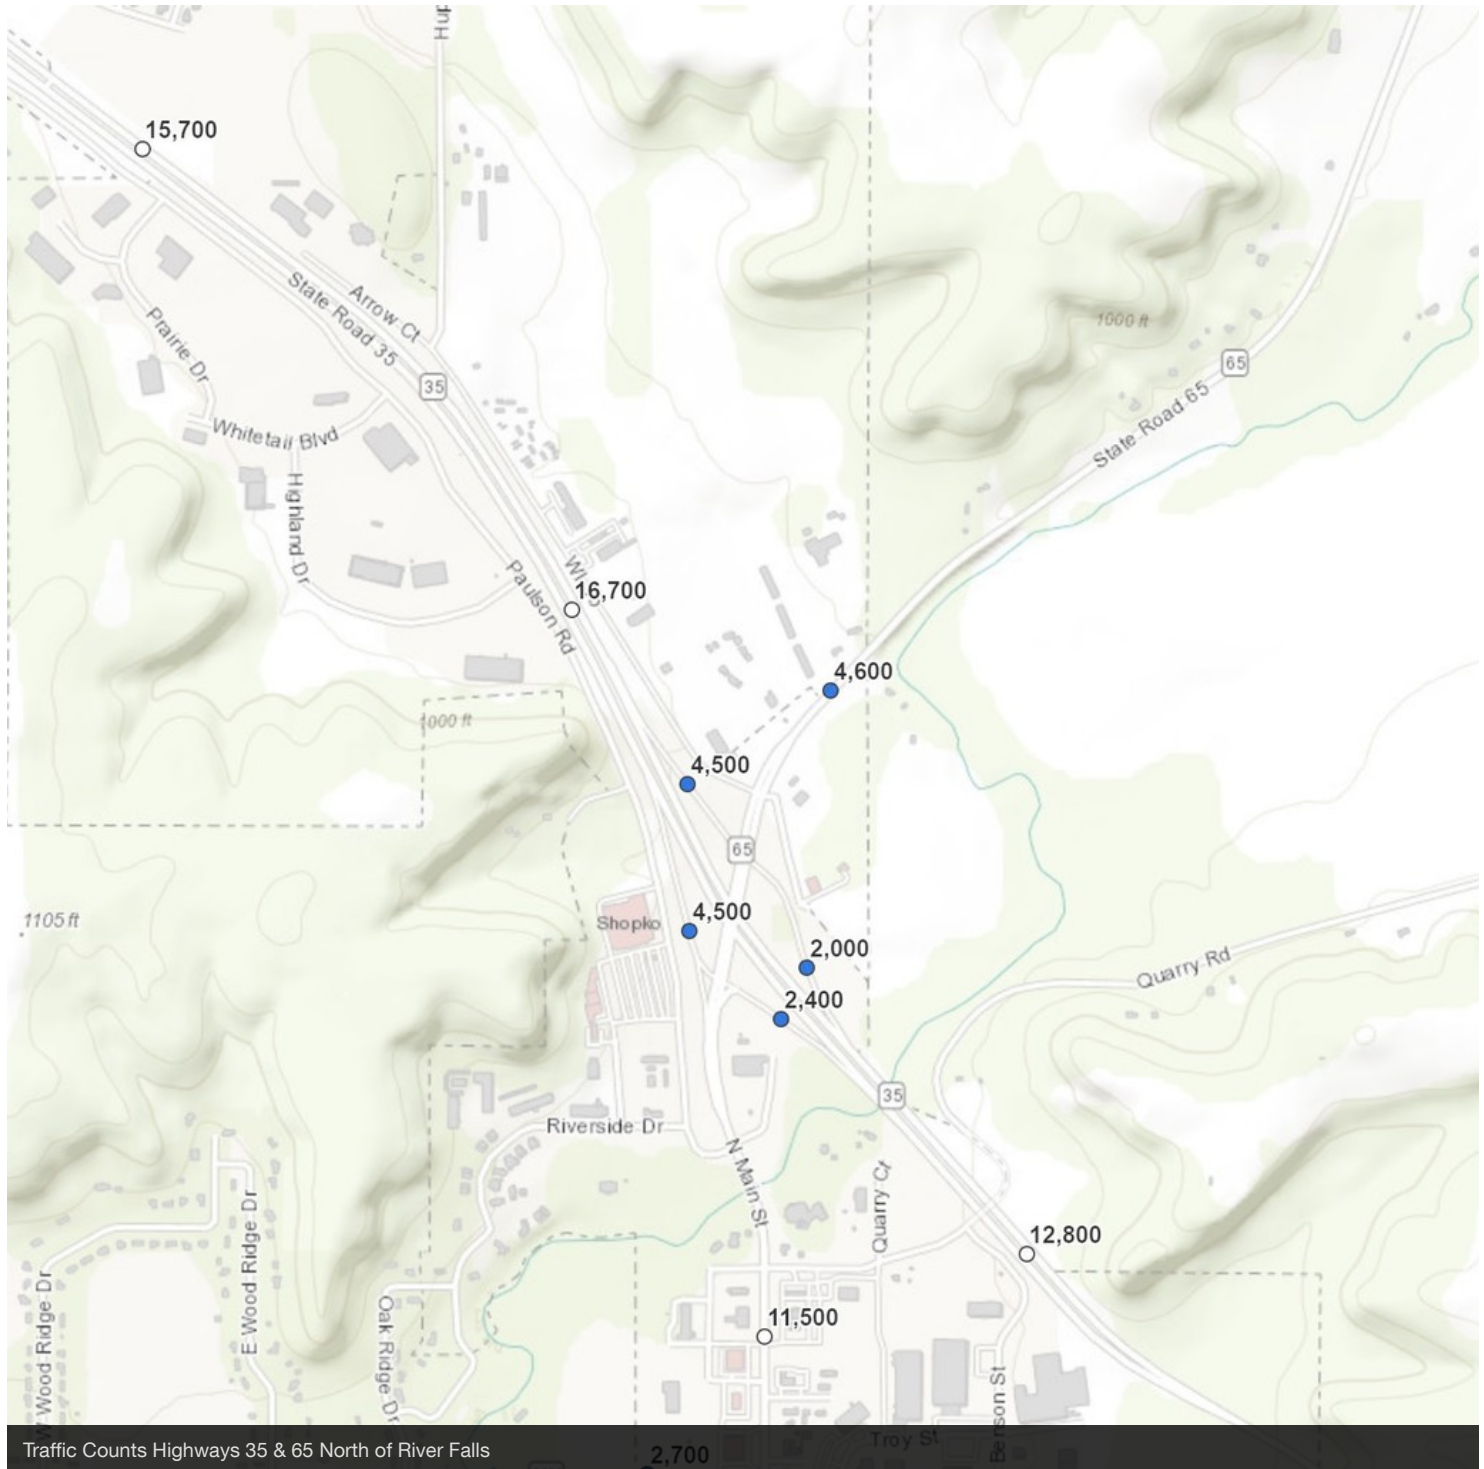 Hun
15,700
Arrow Ct
State Road 35
Prairie Dr
35
1000 ft
65
State Road 65
Whitetail Blvd
Highland Dr
Paulson Rd
16,700
4,600
1000 ft
4,500
65
1105 ft
Shopko
4,500
2,000
Quarry Rd
2,400
35
Riverside Dr
N Main St
Quarry Ct
E Wood Ridge Dr
12,800
W Wood Ridge Dr
Oak Ridge Dr
11,500
Benson St
Troy St
Traffic Counts Highways 35 & 65 North of River Falls
2,700